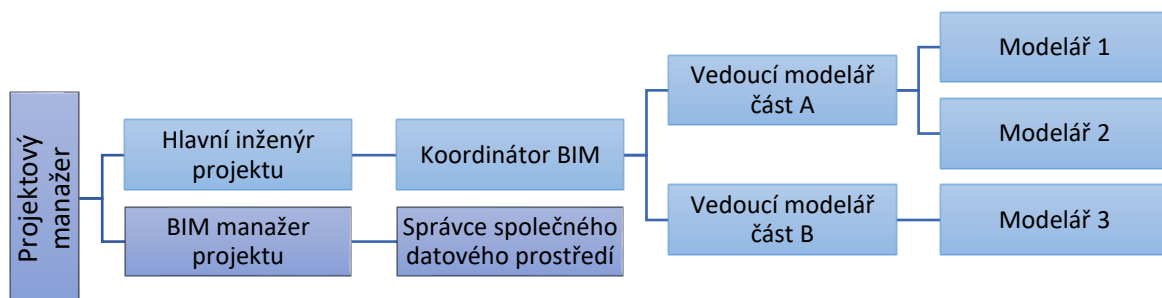 Projektový
manažer
Hlavní inženýr
projektu
BIM manažer
projektu
Koordinátor BIM
Správce společného
datového prostředí
Vedoucí modelář
část A
Vedoucí modelář
část B
Modelář 1
Modelář 2
Modelář 3